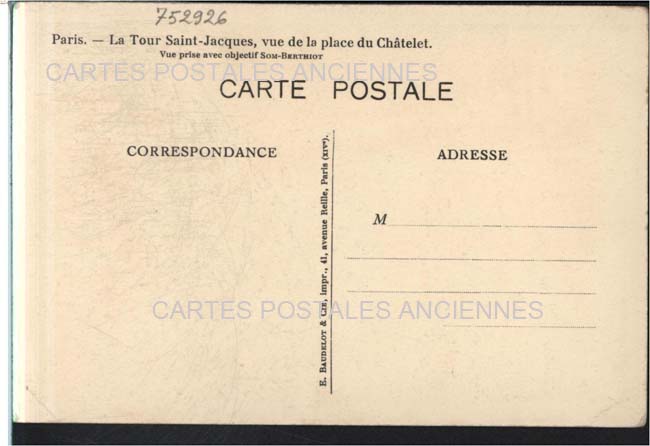 752926
Paris. — La Tour Saint-Jacques, vue de la place du Châtelet.
Vue prise avec objectif SOM-BERTHIOT
CARTES POSTALES ANCIENNES
CARTE POSTALE
CORRESPONDANCE
E. BAUDELOT & CIE, impr., 41, avenue Reille, Paris (XIVe).
ADRESSE
M
CARTES POSTALES ANCIENNES